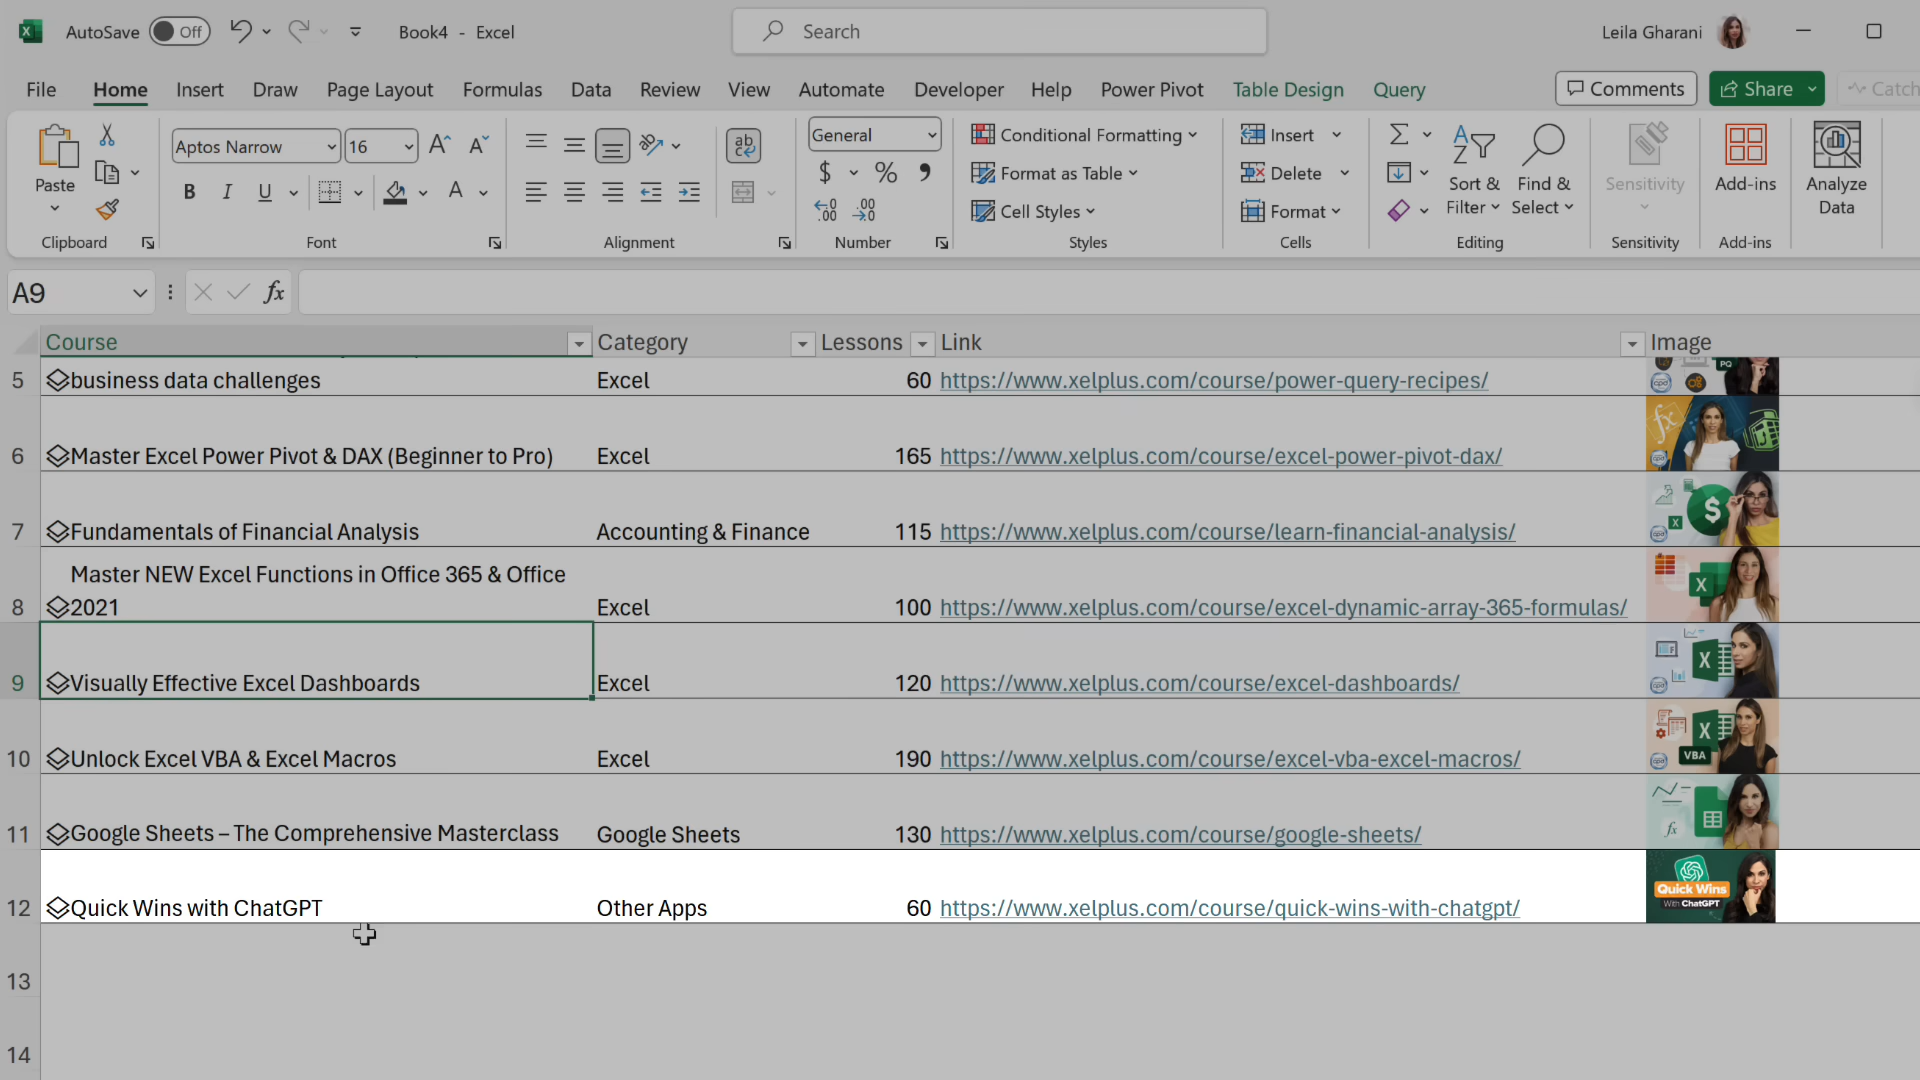 AutoSave Off Book4 - Excel Search Leila Gharani
File Home Insert Draw Page Layout Formulas Data Review View Automate Developer Help Power Pivot Table Design Query Comments Share Catch
Paste
Clipboard
Aptos Narrow 16
B I U A
Font
ab
Alignment
General
$ % ,
Number
Conditional Formatting
Format as Table
Cell Styles
Styles
Insert
Delete
Format
Cells
Sort & Filter
Find & Select
Editing
Sensitivity
Sensitivity
Add-ins
Add-ins
Analyze Data
A9 fx
Course Category Lessons Link Image
5 business data challenges Excel 60 https://www.xelplus.com/course/power-query-recipes/ PQ
6 Master Excel Power Pivot & DAX (Beginner to Pro) Excel 165 https://www.xelplus.com/course/excel-power-pivot-dax/ fx
7 Fundamentals of Financial Analysis Accounting & Finance 115 https://www.xelplus.com/course/learn-financial-analysis/ $ X
Master NEW Excel Functions in Office 365 & Office
8 2021 Excel 100 https://www.xelplus.com/course/excel-dynamic-array-365-formulas/ X
9 Visually Effective Excel Dashboards Excel 120 https://www.xelplus.com/course/excel-dashboards/ X
10 Unlock Excel VBA & Excel Macros Excel 190 https://www.xelplus.com/course/excel-vba-excel-macros/ X VBA
11 Google Sheets – The Comprehensive Masterclass Google Sheets 130 https://www.xelplus.com/course/google-sheets/ fx
12 Quick Wins with ChatGPT Other Apps 60 https://www.xelplus.com/course/quick-wins-with-chatgpt/ Quick Wins With ChatGPT
13
14